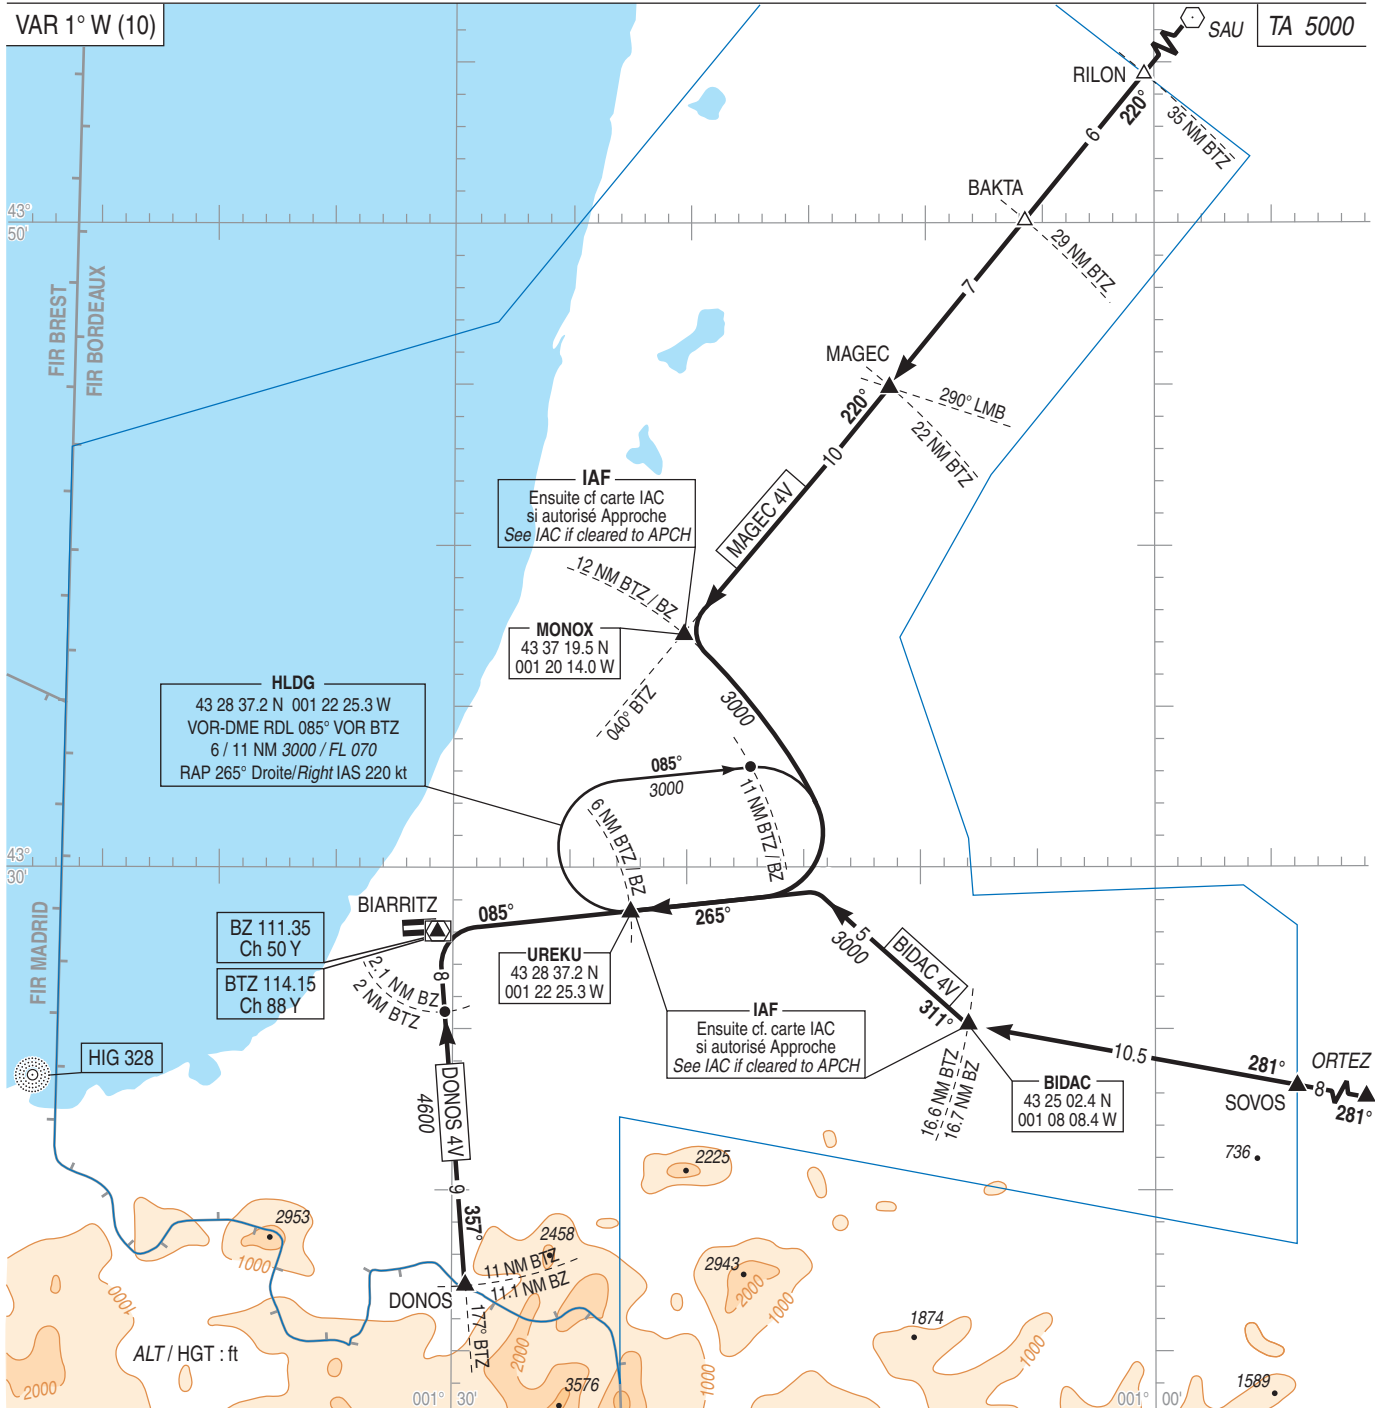 VAR 1° W (10)
SAU
TA 5000
RILON
220°
35 NM BTZ
6
BAKTA
43°
50'
29 NM BTZ
7
FIR BREST
FIR BORDEAUX
MAGEC
290° LMB
220°
22 NM BTZ
10
IAF
Ensuite cf carte IAC
si autorisé Approche
See IAC if cleared to APCH
MAGEC 4V
12 NM BTZ / BZ
MONOX
43 37 19.5 N
001 20 14.0 W
040° BTZ
3000
HLDG
43 28 37.2 N 001 22 25.3 W
VOR-DME RDL 085° VOR BTZ
6 / 11 NM 3000 / FL 070
RAP 265° Droite/Right IAS 220 kt
085°
3000
6 NM BTZ / BZ
11 NM BTZ / BZ
43°
30'
BIARRITZ
085°
265°
BZ 111.35
Ch 50 Y
BTZ 114.15
Ch 88 Y
UREKU
43 28 37.2 N
001 22 25.3 W
5
3000
BIDAC 4V
311°
FIR MADRID
8
2.1 NM BZ
2 NM BTZ
IAF
Ensuite cf. carte IAC
si autorisé Approche
See IAC if cleared to APCH
HIG 328
10.5
281°
ORTEZ
8
281°
SOVOS
16.6 NM BTZ
16.7 NM BZ
BIDAC
43 25 02.4 N
001 08 08.4 W
DONOS 4V
4600
736
2225
9
357°
2953
2458
1000
11 NM BTZ
11.1 NM BZ
2943
2000
1000
1000
DONOS
177° BTZ
1874
1000
ALT / HGT : ft
2000
2000
3576
1000
1589
001° 30'
001° 00'